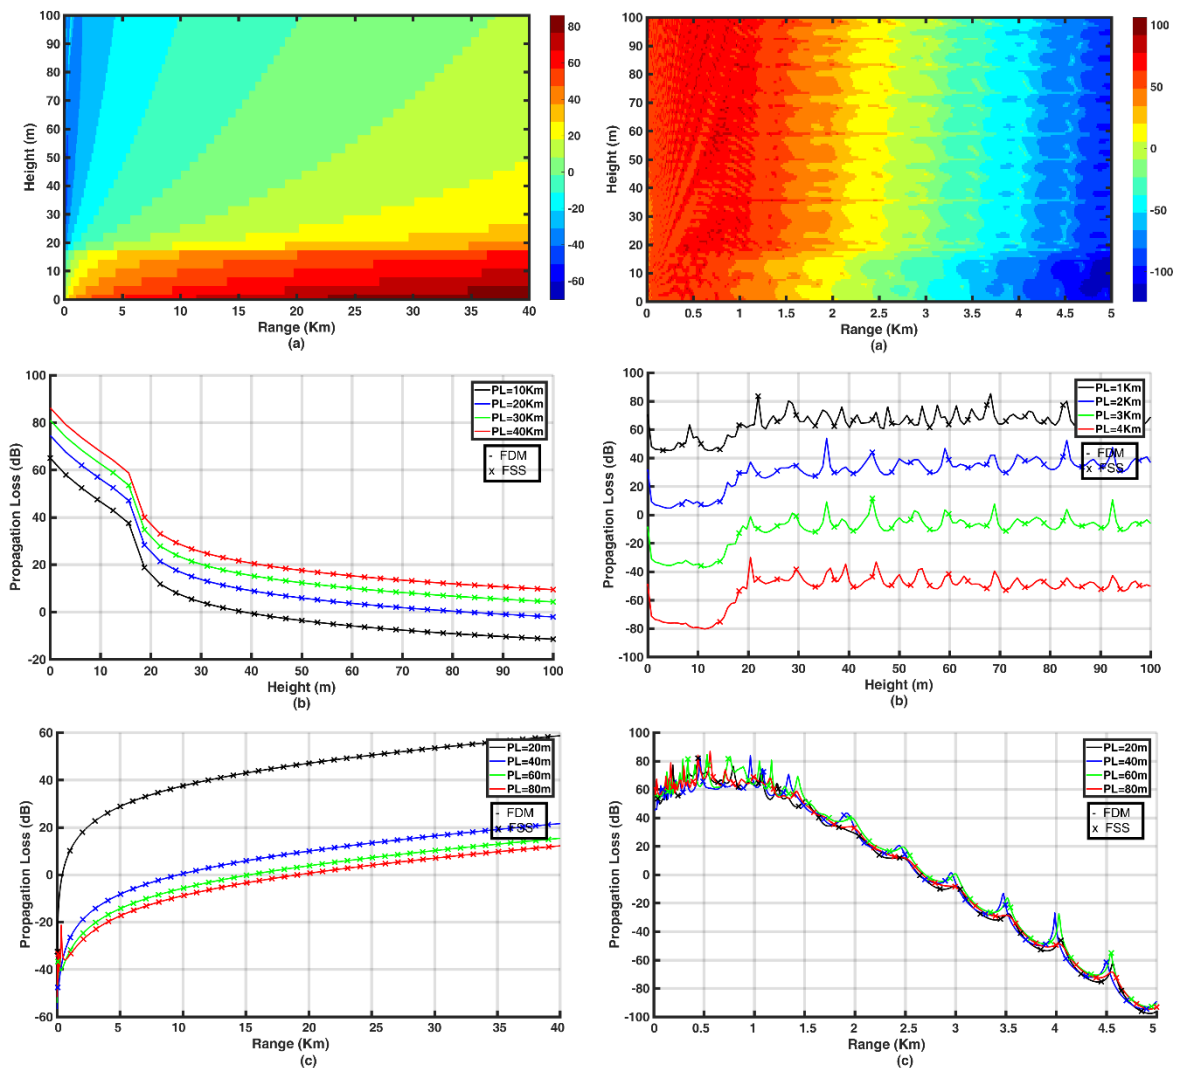 100
90
80
70
60
50
40
30
20
10
0
Height (m)
0 5 10 15 20 25 30 35 40
Range (Km)
(a)
80
60
40
20
0
-20
-40
-60
100
90
80
70
60
50
40
30
20
10
0
Height (m)
0 0.5 1 1.5 2 2.5 3 3.5 4 4.5 5
Range (Km)
(a)
100
50
0
-50
-100
100
80
60
40
20
0
-20
Propagation Loss (dB)
PL=10Km
PL=20Km
PL=30Km
PL=40Km
- FDM
x FSS
0 10 20 30 40 50 60 70 80 90 100
Height (m)
(b)
100
80
60
40
20
0
-20
-40
-60
-80
-100
Propagation Loss (dB)
PL=1Km
PL=2Km
PL=3Km
PL=4Km
- FDM
x FSS
0 10 20 30 40 50 60 70 80 90 100
Height (m)
(b)
60
40
20
0
-20
-40
-60
Propagation Loss (dB)
PL=20m
PL=40m
PL=60m
PL=80m
- FDM
x FSS
0 5 10 15 20 25 30 35 40
Range (Km)
(c)
100
80
60
40
20
0
-20
-40
-60
-80
-100
Propagation Loss (dB)
PL=20m
PL=40m
PL=60m
PL=80m
- FDM
x FSS
0 0.5 1 1.5 2 2.5 3 3.5 4 4.5 5
Range (Km)
(c)